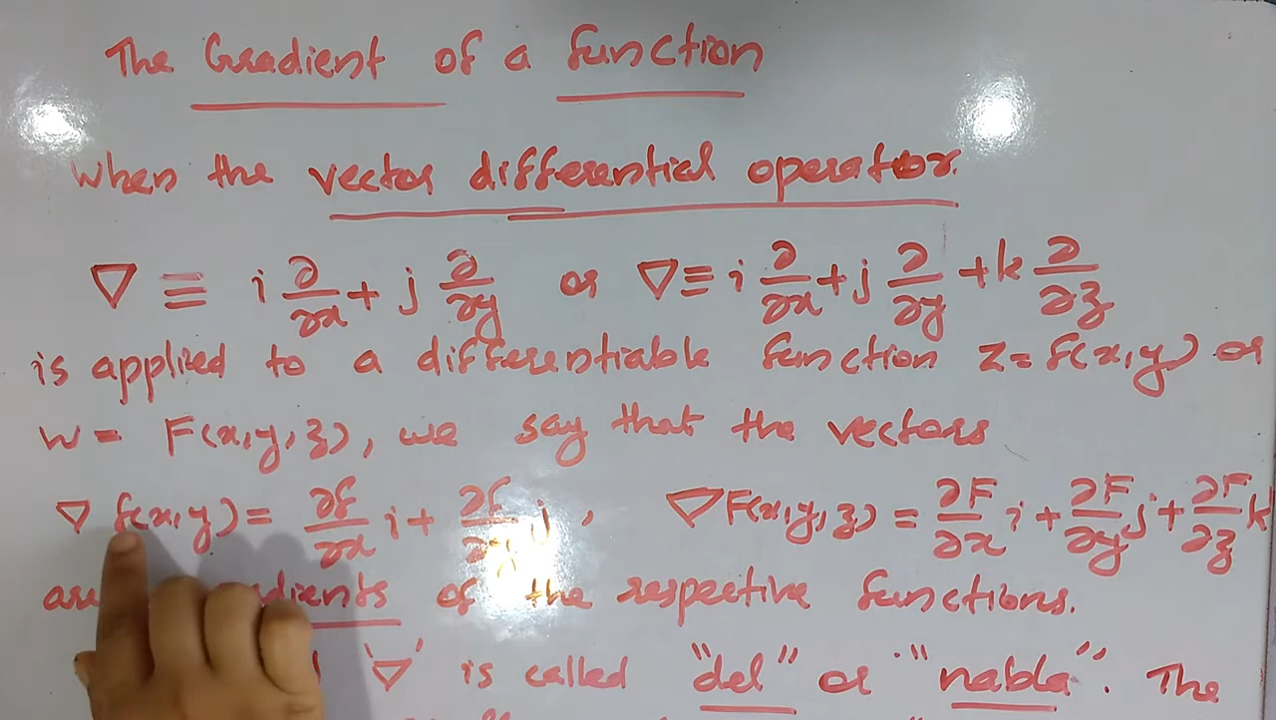 The Gradient of a function
When the vector differential operator.
∇ ≡ i ∂/∂x + j ∂/∂y or ∇ ≡ i ∂/∂x + j ∂/∂y + k ∂/∂z
is applied to a differentiable function z = f(x,y) or
w = F(x,y,z), we say that the vectors
∇ f(x,y) = ∂f/∂x i + ∂f/∂y j , ∇F(x,y,z) = ∂F/∂x i + ∂F/∂y j + ∂F/∂z k
are of the respective functions.
'∇' is called "del" or "nabla". The